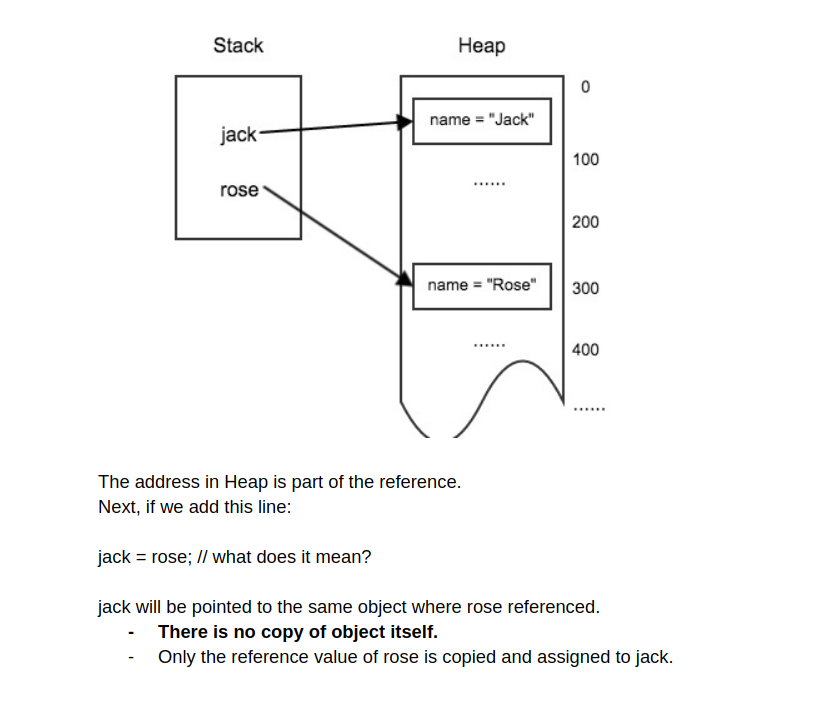 Stack
Heap
0
jack
name = "Jack"
100
......
rose
200
name = "Rose"
300
......
400
......
The address in Heap is part of the reference.
Next, if we add this line:
jack = rose; // what does it mean?
jack will be pointed to the same object where rose referenced.
- There is no copy of object itself.
- Only the reference value of rose is copied and assigned to jack.